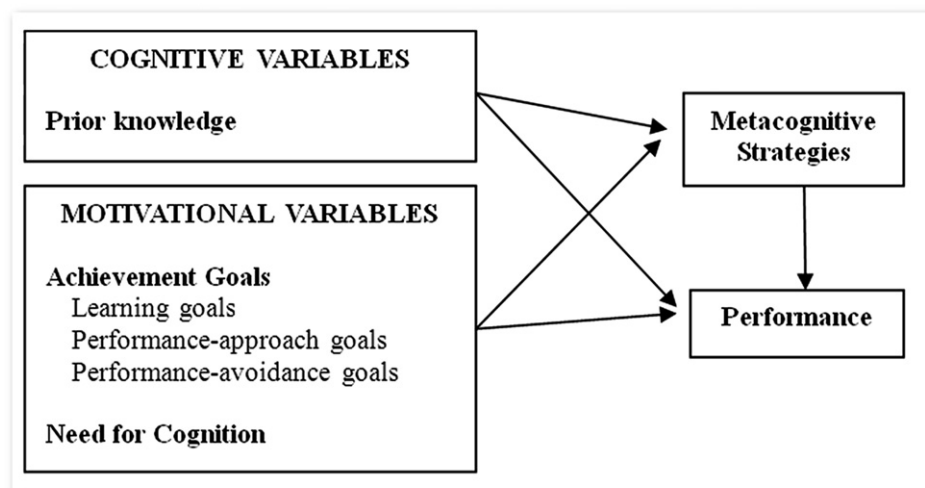 COGNITIVE VARIABLES
Prior knowledge
MOTIVATIONAL VARIABLES
Achievement Goals
Learning goals
Performance-approach goals
Performance-avoidance goals
Need for Cognition
Metacognitive
Strategies
Performance